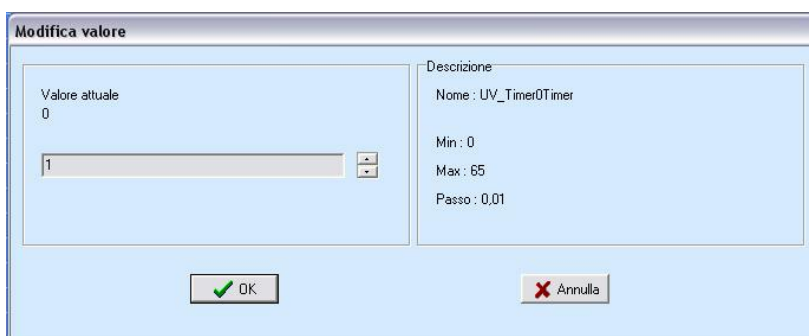 Modifica valore
Valore attuale
0
1
Descrizione
Nome : UV_Timer0Timer
Min : 0
Max : 65
Passo : 0,01
OK
Annulla